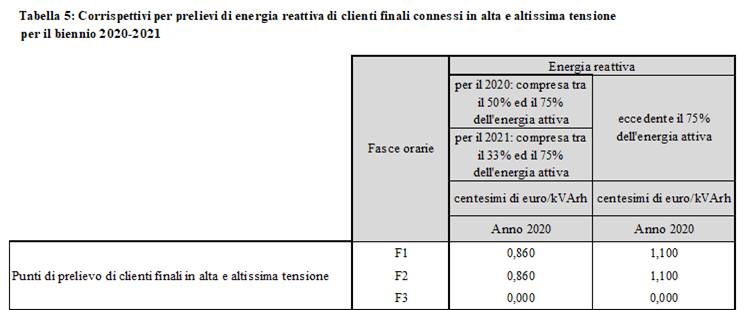 Tabella 5: Corrispettivi per prelievi di energia reattiva di clienti finali connessi in alta e altissima tensione
per il biennio 2020-2021
Fasce orarie
Energia reattiva
per il 2020: compresa tra
il 50% ed il 75%
dell'energia attiva
per il 2021: compresa tra
il 33% ed il 75%
dell'energia attiva
eccedente il 75%
dell'energia attiva
centesimi di euro/kVArh centesimi di euro/kVArh
Anno 2020 Anno 2020
Punti di prelievo di clienti finali in alta e altissima tensione
F1 0,860 1,100
F2 0,860 1,100
F3 0,000 0,000